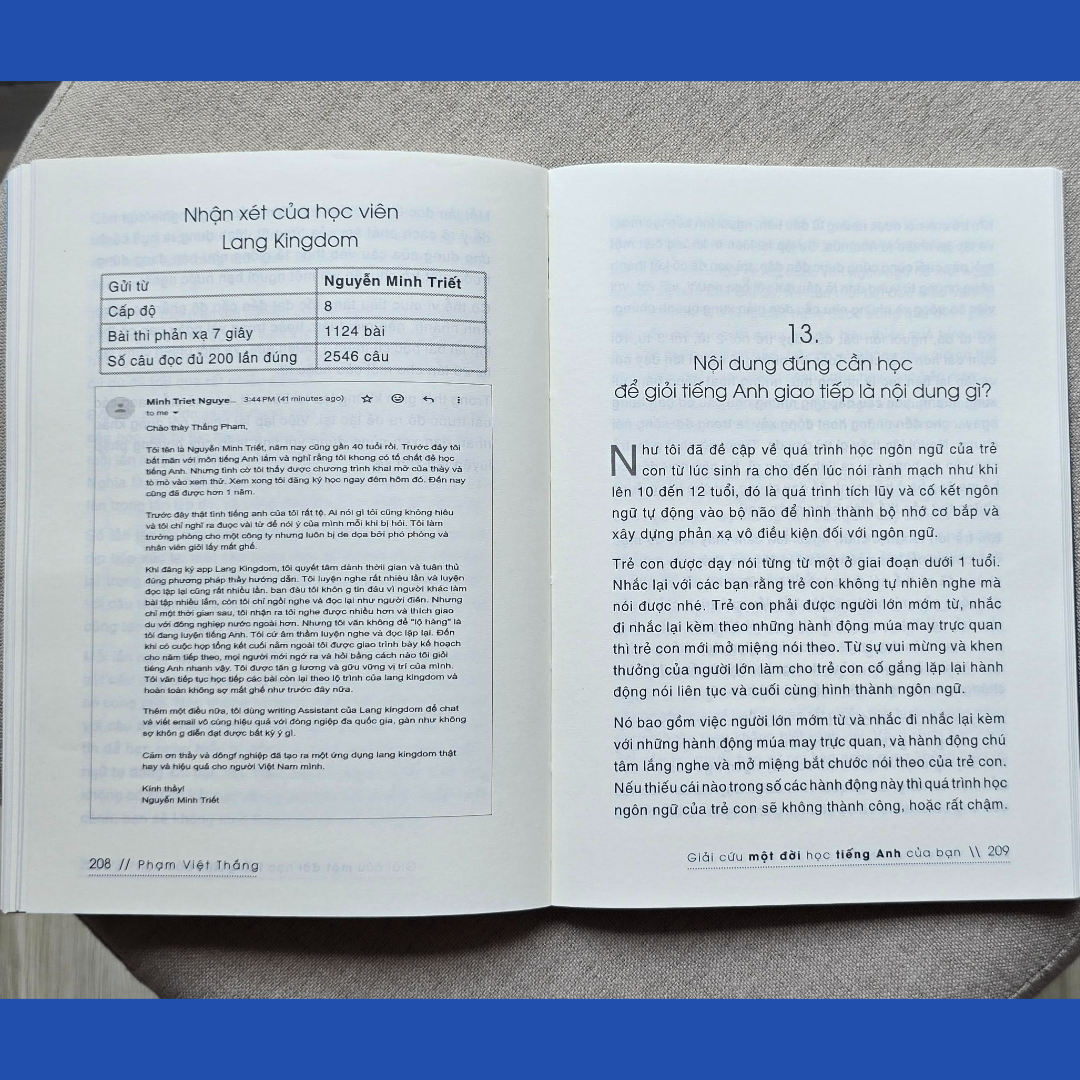 Nhận xét của học viên
Lang Kingdom
Gửi từ Nguyễn Minh Triết
Cấp độ 8
Bài thi phản xạ 7 giây 1124 bài
Số câu đọc đủ 200 lần đúng 2546 câu
Minh Triet Nguye... 3:44 PM (41 minutes ago)
to me
Chào thầy Thắng Phạm,
Tôi tên là Nguyễn Minh Triết, năm nay cũng gần 40 tuổi rồi. Trước đây tôi
bất mãn với môn tiếng Anh lắm và nghĩ rằng tôi khong có tố chất để học
tiếng Anh. Nhưng tình cờ tôi thấy được chương trình khai mở của thầy và
tò mò vào xem thử. Xem xong tôi đăng ký học ngay đêm hôm đó. Đến nay
cũng đã được hơn 1 năm.
Trước đây thật tình tiếng anh của tôi rất tệ. Ai nói gì tôi cũng không hiểu
và tôi chỉ nghĩ ra đuọc vài từ để nói ý của mình mỗi khi bị hỏi. Tôi làm
trưởng phòng cho một công ty nhưng luôn bị de dọa bởi phó phòng và
nhân viên giỏi lấy mất ghế.
Khi đăng ký app Lang Kingdom, tôi quyết tâm dành thời gian và tuân thủ
đúng phương pháp thầy hướng dẫn. Tôi luyện nghe rất nhiều lần và luyện
đọc lặp lại cũng rất nhiều lần. ban đàu tôi khôn g tin đâu vì người khác làm
bài tập nhiều lắm, còn tôi chỉ ngồi nghe và đọc lại như người điên. Nhưng
chỉ một thời gian sau, tôi nhận ra tôi nghe được nhiều hơn và thích giao
du với đồng nghiệp nước ngoài hơn. Nhưng tôi vẫn không để "lộ hàng" là
tôi đang luyện tiếng Anh. Tôi cứ âm thầm luyện nghe và đọc lặp lại. Đến
khi có cuộc họp tổng kết cuối năm ngoái tôi được giao trình bày kế hoạch
cho năm tiếp theo, mọi người mới ngớ ra và hỏi bằng cách nào tôi giỏi
tiếng Anh nhanh vậy. Tôi được tăn g lương và gữu vững vị trí của mình.
Tôi vẫn tiếp tục học tiếp các bài còn lại theo lộ trình của lang kingdom và
hoàn toàn không sợ mất ghế như trước đây nữa.
Thêm một điều nữa, tôi dùng writing Assistant của Lang kingdom để chat
và viết email vô cùng hiệu quả với đòng ngiệp đa quốc gia, gàn như không
sợ khôn g diễn đạt được bất kỳ ý gì.
Cảm ơn thầy và dôngf nghiệp đã tạo ra một ứng dụng lang kingdom thật
hay và hiệu quả cho người Việt Nam mình.
Kính thầy!
Nguyễn Minh Triết
208 // Phạm Việt Thắng
13.
Nội dung đúng cần học
để giỏi tiếng Anh giao tiếp là nội dung gì?
Như tôi đã đề cập về quá trình học ngôn ngữ của trẻ
con từ lúc sinh ra cho đến lúc nói rành mạch như khi
lên 10 đến 12 tuổi, đó là quá trình tích lũy và cố kết ngôn
ngữ tự động vào bộ não để hình thành bộ nhớ cơ bắp và
xây dựng phản xạ vô điều kiện đối với ngôn ngữ.
Trẻ con được dạy nói từng từ một ở giai đoạn dưới 1 tuổi.
Nhắc lại với các bạn rằng trẻ con không tự nhiên nghe mà
nói được nhé. Trẻ con phải được người lớn mớm từ, nhắc
đi nhắc lại kèm theo những hành động múa may trực quan
thì trẻ con mới mở miệng nói theo. Từ sự vui mừng và khen
thưởng của người lớn làm cho trẻ con cố gắng lặp lại hành
động nói liên tục và cuối cùng hình thành ngôn ngữ.
Nó bao gồm việc người lớn mớm từ và nhắc đi nhắc lại kèm
với những hành động múa may trực quan, và hành động chú
tâm lắng nghe và mở miệng bắt chước nói theo của trẻ con.
Nếu thiếu cái nào trong số các hành động này thì quá trình học
ngôn ngữ của trẻ con sẽ không thành công, hoặc rất chậm.
Giải cứu một đời học tiếng Anh của bạn \\ 209